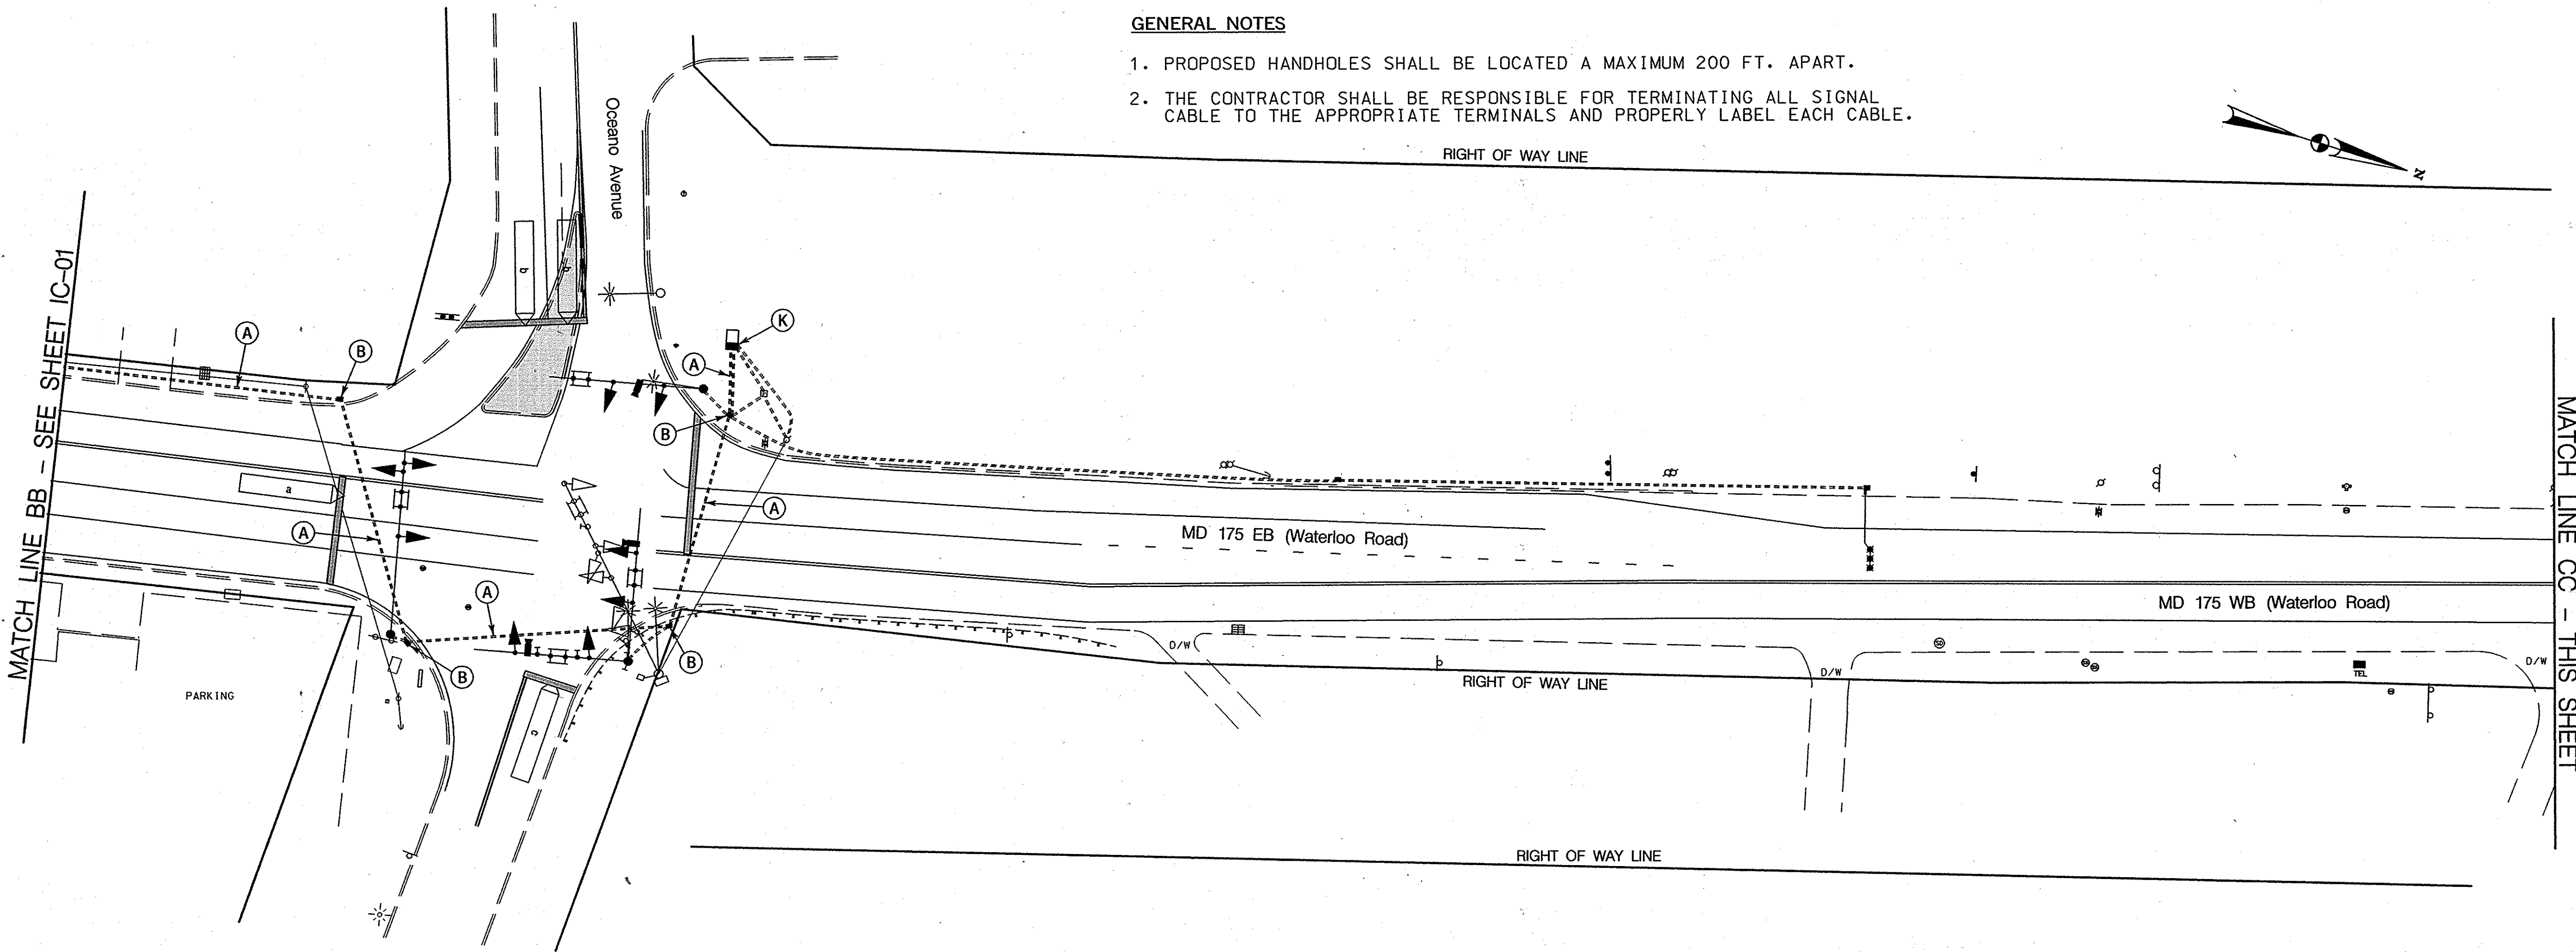 GENERAL NOTES
1. PROPOSED HANDHOLES SHALL BE LOCATED A MAXIMUM 200 FT. APART.
2. THE CONTRACTOR SHALL BE RESPONSIBLE FOR TERMINATING ALL SIGNAL
CABLE TO THE APPROPRIATE TERMINALS AND PROPERLY LABEL EACH CABLE.
RIGHT OF WAY LINE
N
Oceano Avenue
MATCH LINE BB - SEE SHEET IC-01
b
b
A
B
K
A
B
a
A
A
MD 175 EB (Waterloo Road)
MATCH LINE CC - THIS SHEET
A
MD 175 WB (Waterloo Road)
B
B
D/W
SD
D/W
D/W
TEL
RIGHT OF WAY LINE
PARKING
c
RIGHT OF WAY LINE